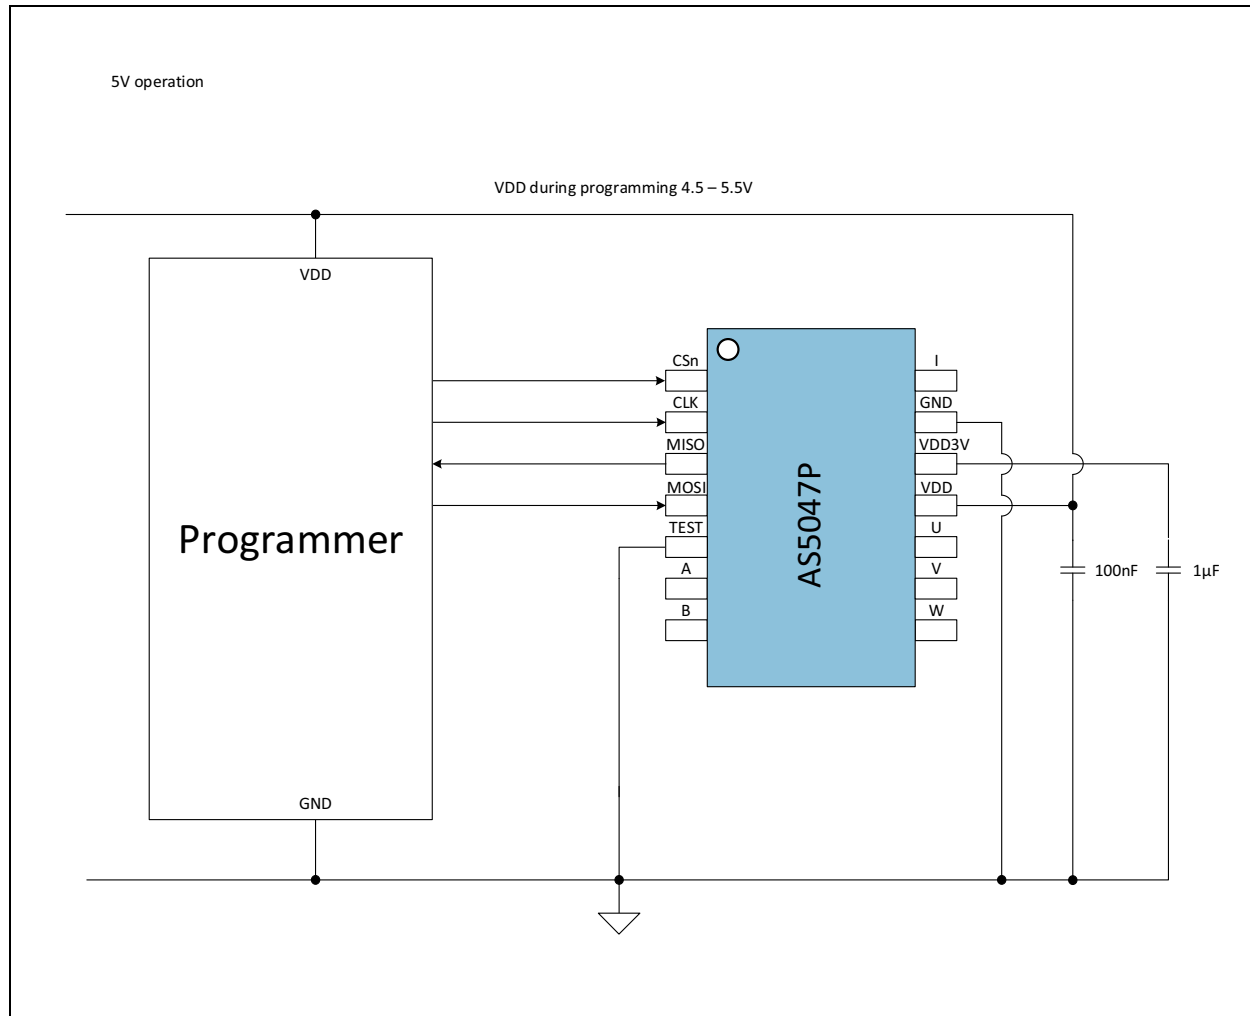 5V operation
VDD during programming 4.5 – 5.5V
VDD
Programmer
GND
CSn
CLK
MISO
MOSI
TEST
A
B
AS5047P
I
GND
VDD3V
VDD
U
V
W
100nF
1µF